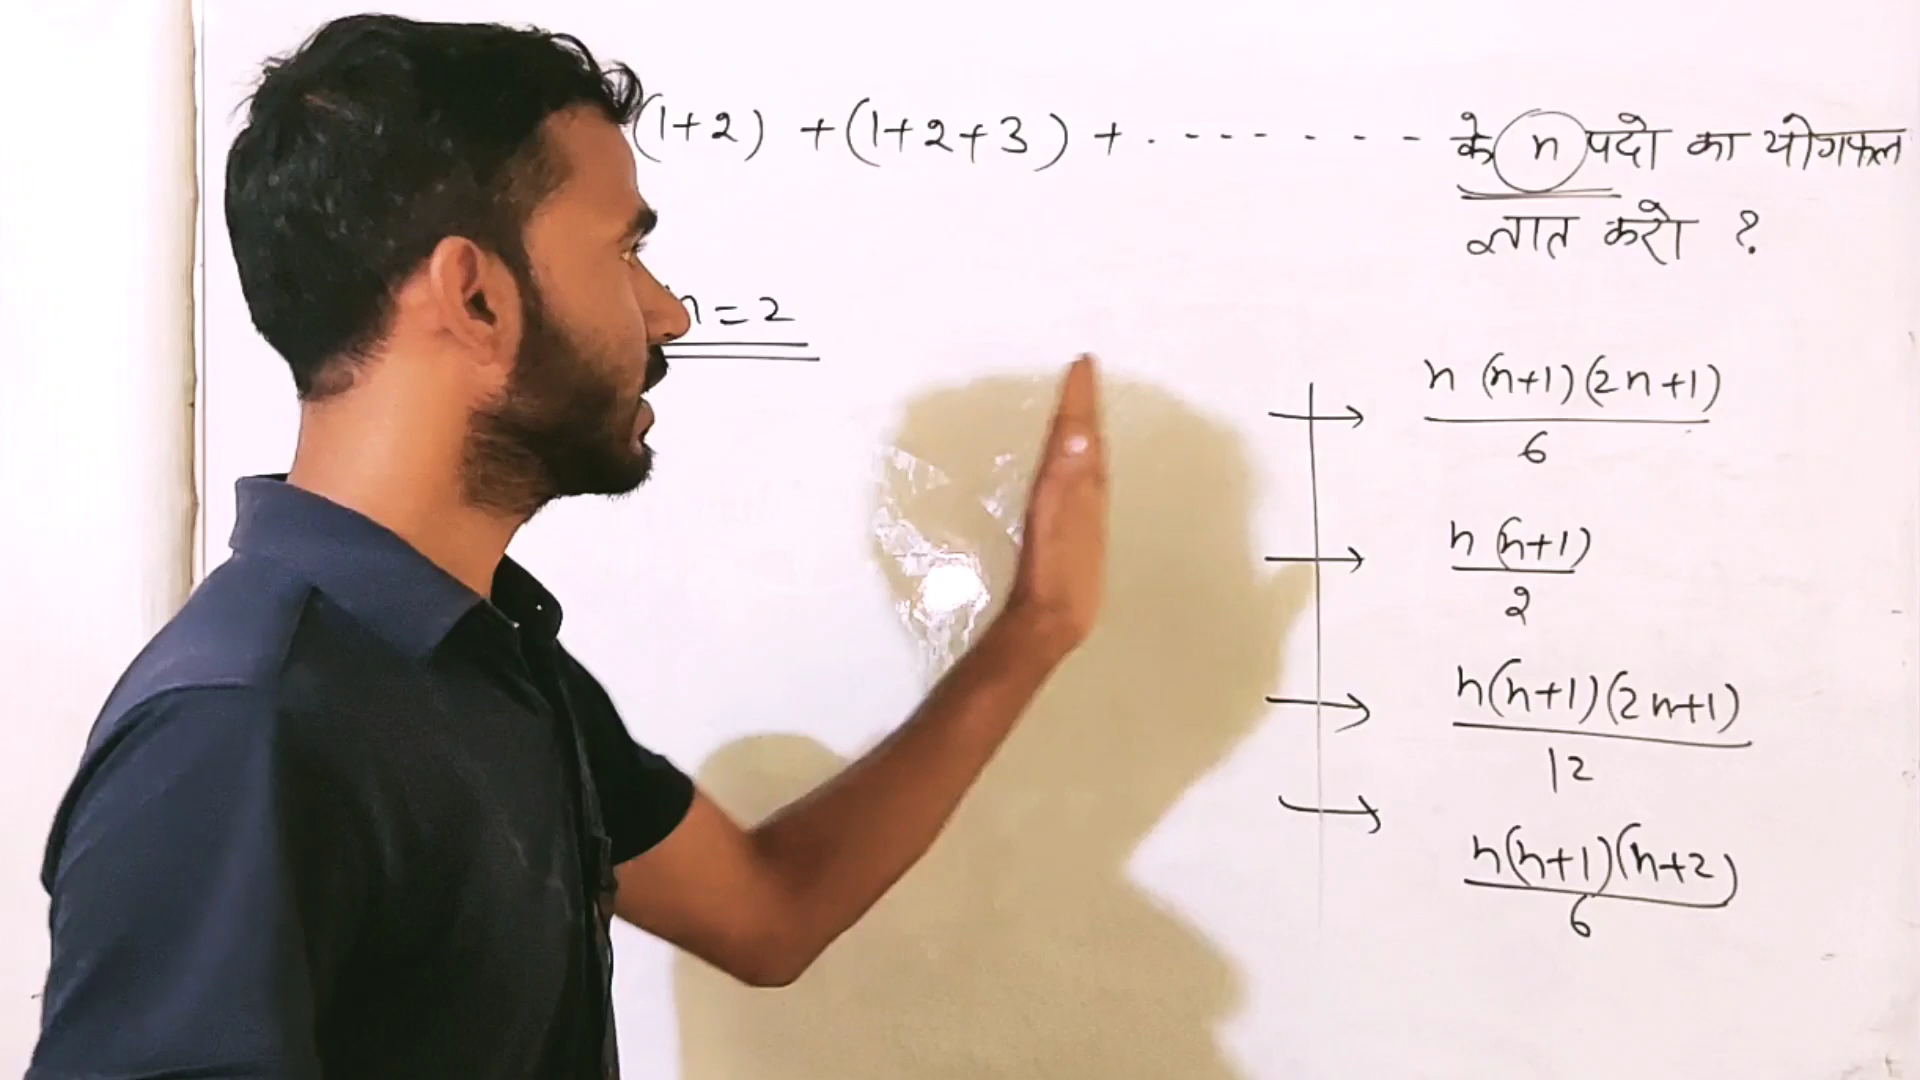 (1+2) + (1+2+3) + . - - - - - - - के n पदो का योगफल
ज्ञात करो ?
n = 2
n (n+1) (2n+1)
6
n (n+1)
2
n(n+1) (2n+1)
12
n(n+1) (n+2)
6